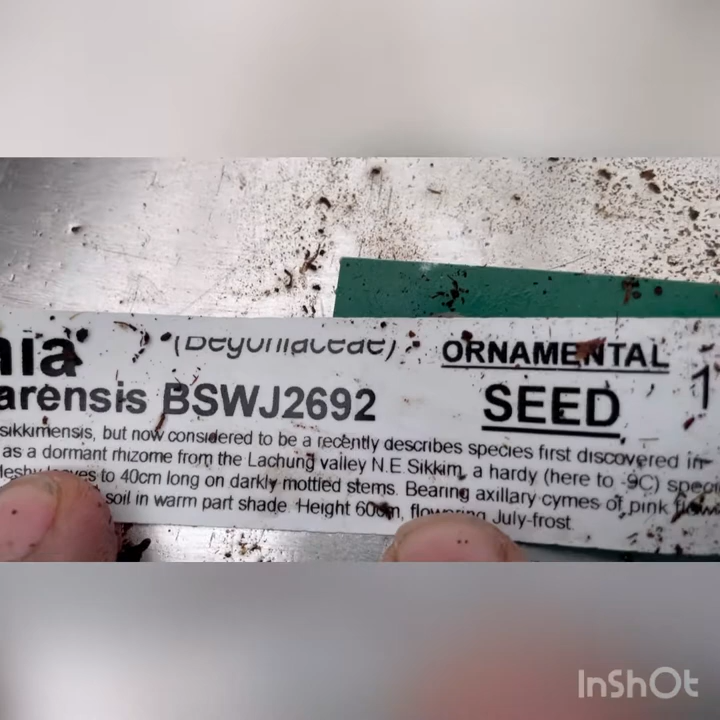 nia (Begoniaceae) ORNAMENTAL
arensis BSWJ2692 SEED 1
sikkimensis, but now considered to be a recently describes species first discovered in
as a dormant rhizome from the Lachung valley N.E.Sikkim, a hardy (here to -9C) speci
to 40cm long on darkly mottled stems. Bearing axillary cymes of pink
soil in warm part shade. Height 60cm, flowering July-frost.
InShOt